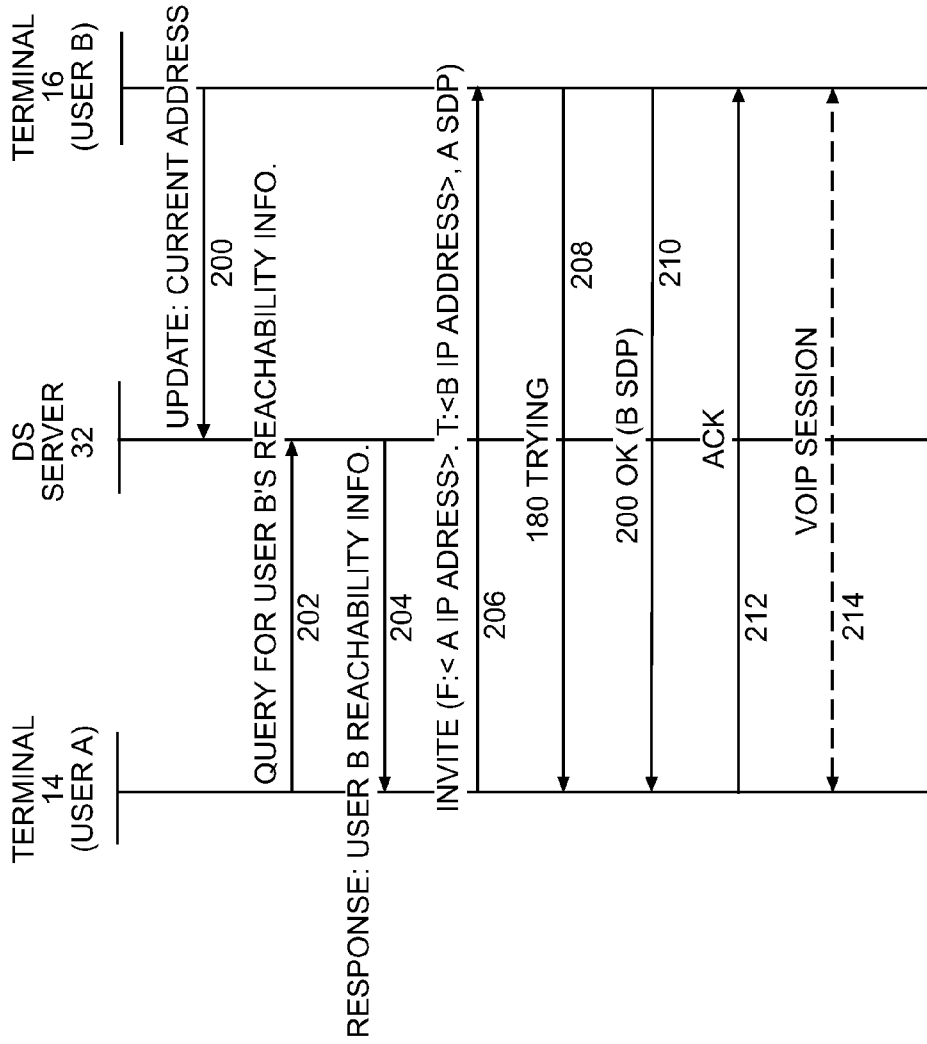 TERMINAL
14
(USER A)
DS
SERVER
32
TERMINAL
16
(USER B)
UPDATE: CURRENT ADDRESS
200
QUERY FOR USER B'S REACHABILITY INFO.
202
RESPONSE: USER B REACHABILITY INFO.
204
INVITE (F:< A IP ADRESS>. T:<B IP ADDRESS>, A SDP)
206
180 TRYING
208
200 OK (B SDP)
210
ACK
212
VOIP SESSION
214